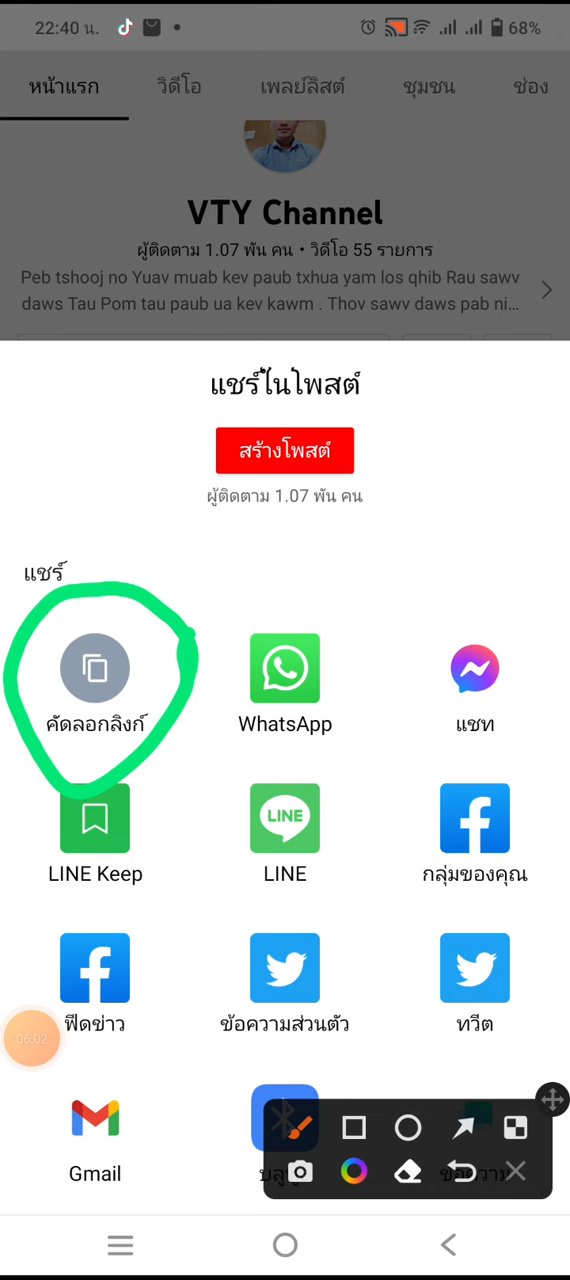 22:40 น.
68%
หน้าแรก วิดีโอ เพลย์ลิสต์ ชุมชน ช่อง
VTY Channel
ผู้ติดตาม 1.07 พัน คน • วิดีโอ 55 รายการ
Peb tshooj no Yuav muab kev paub txhua yam los qhib Rau sawv
daws Tau Pom tau paub ua kev kawm . Thov sawv daws pab ni...
แชร์ในโพสต์
สร้างโพสต์
ผู้ติดตาม 1.07 พัน คน
แชร์
คัดลอกลิงก์ WhatsApp แชท
LINE
LINE Keep LINE กลุ่มของคุณ
ฟีดข่าว ข้อความส่วนตัว ทวีต
06:02
Gmail ข้อความ